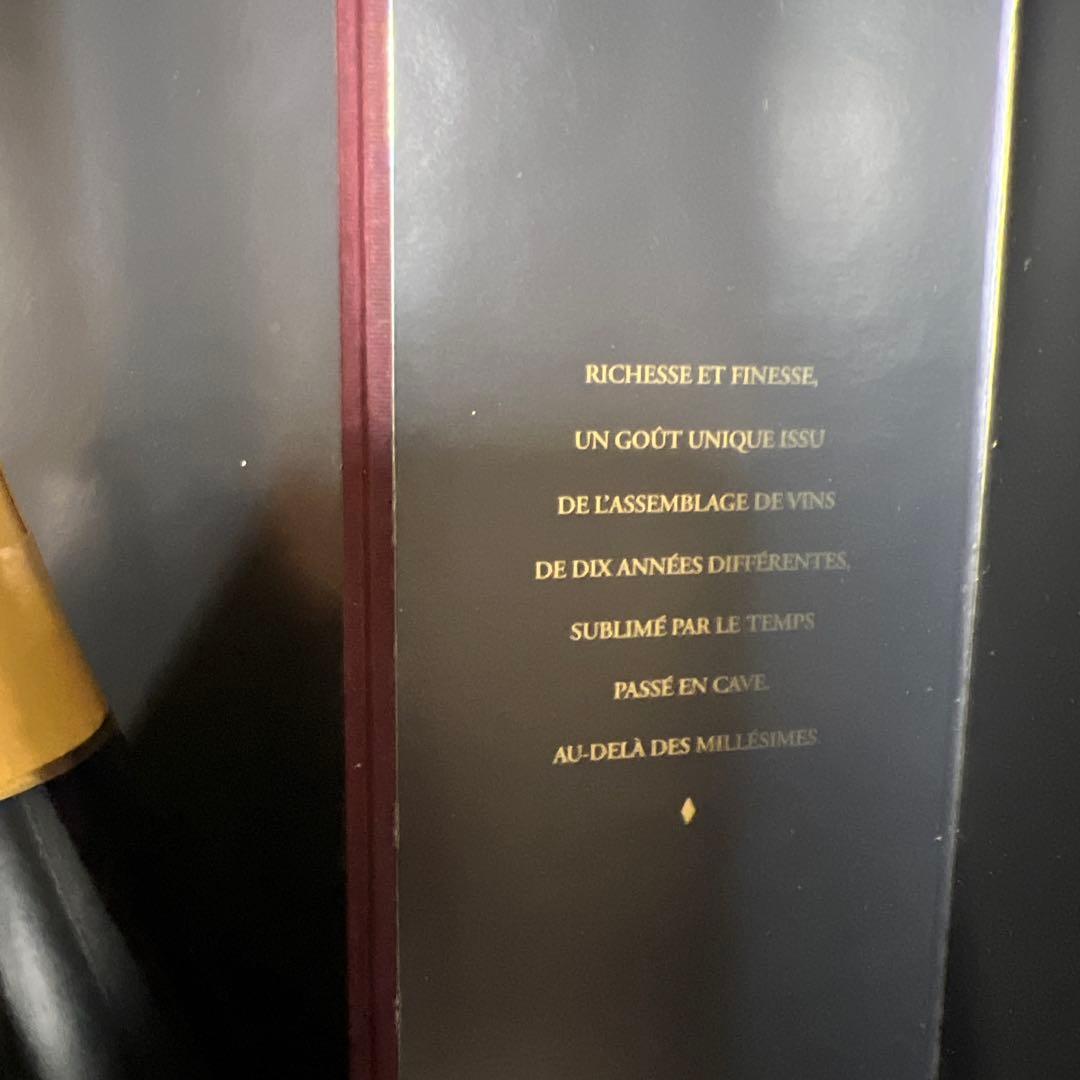 RICHESSE ET FINESSE,
UN GOÛT UNIQUE ISSU
DE L'ASSEMBLAGE DE VINS
DE DIX ANNÉES DIFFÉRENTES,
SUBLIMÉ PAR LE TEMPS
PASSÉ EN CAVE.
AU-DELÀ DES MILLÉSIMES